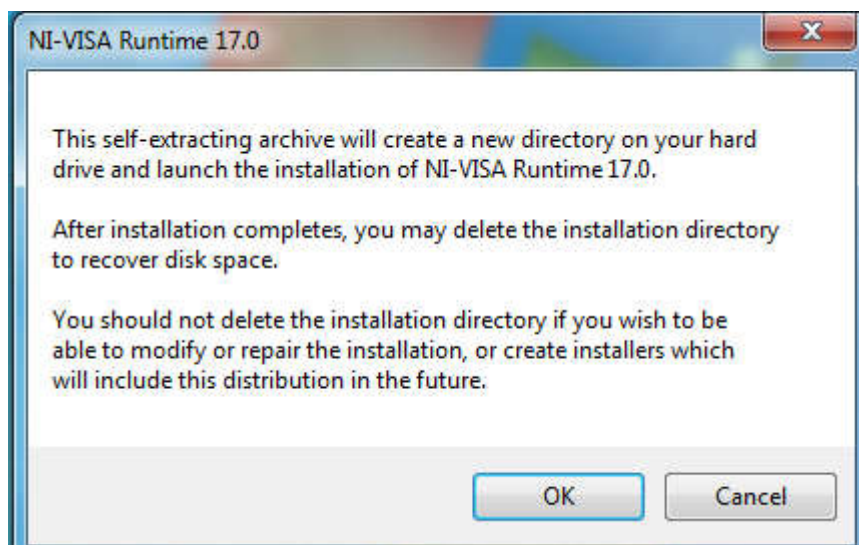 NI-VISA Runtime 17.0
This self-extracting archive will create a new directory on your hard
drive and launch the installation of NI-VISA Runtime 17.0.
After installation completes, you may delete the installation directory
to recover disk space.
You should not delete the installation directory if you wish to be
able to modify or repair the installation, or create installers which
will include this distribution in the future.
OK
Cancel